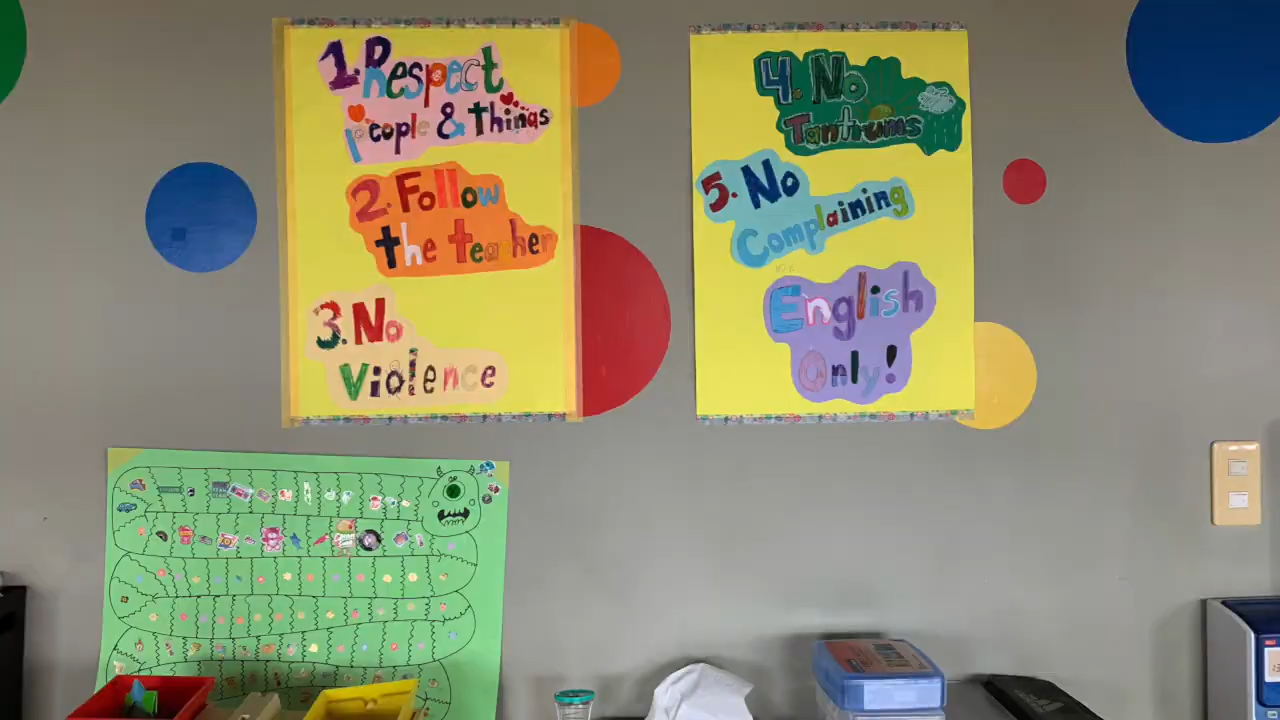 1. Respect
People & Things
2. Follow
the teacher
3. No
Violence
4. No
Tantrums
5. No
Complaining
English
Only!